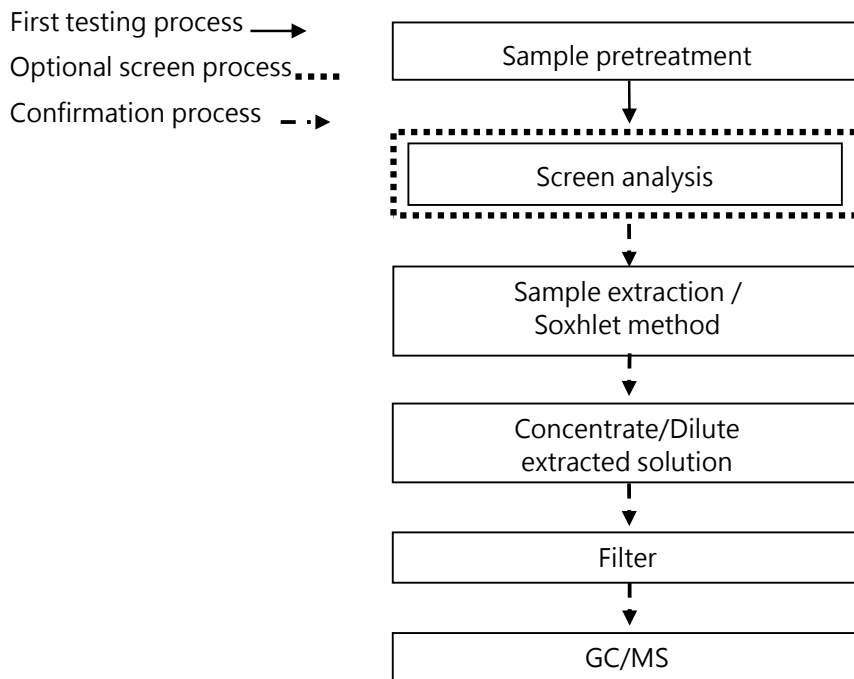 First testing process
Optional screen process
Confirmation process
Sample pretreatment
Screen analysis
Sample extraction /
Soxhlet method
Concentrate/Dilute
extracted solution
Filter
GC/MS